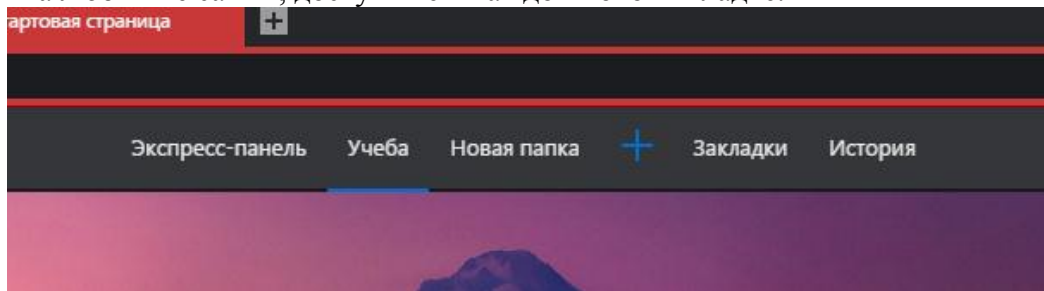 артовая страница
Экспресс-панель Учеба Новая папка Закладки История